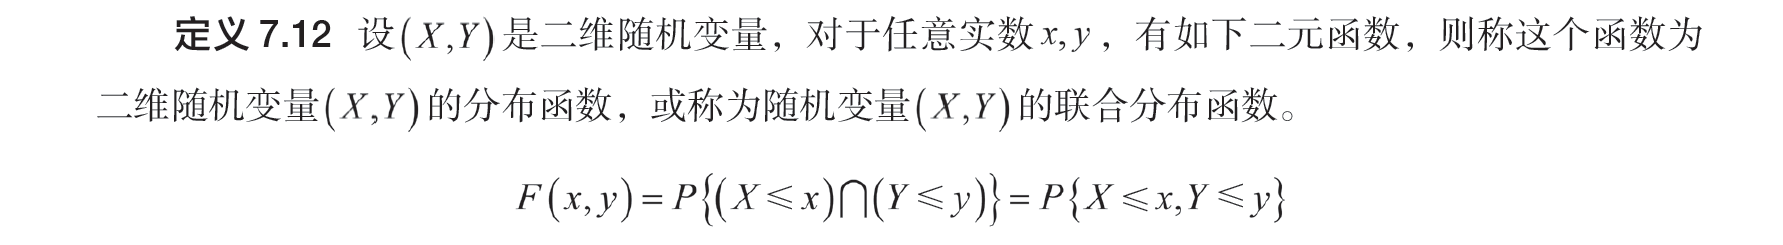 定义 7.12 设(X,Y)是二维随机变量，对于任意实数x,y，有如下二元函数，则称这个函数为
二维随机变量(X,Y)的分布函数，或称为随机变量(X,Y)的联合分布函数。
F(x,y)=P{(X≤x)⋂(Y≤y)}=P{X≤x,Y≤y}